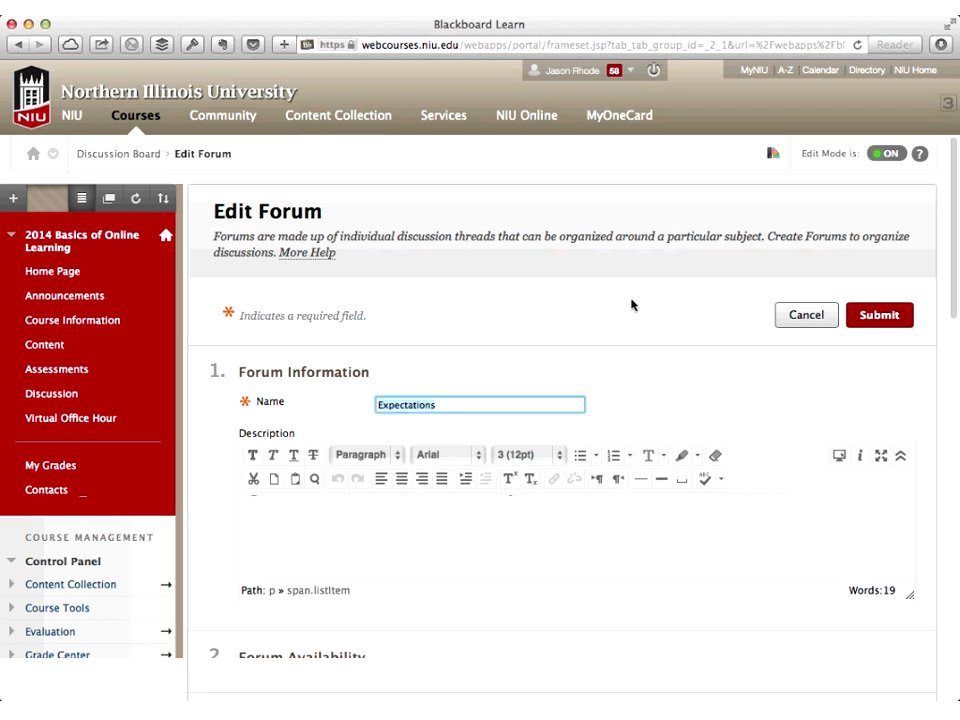 Blackboard Learn
https webcourses.niu.edu/webapps/portal/frameset.jsp?tab_tab_group_id=_2_1&url=%2Fwebapps%2Fbl Reader
Jason Rhode 50 MyNIU A-Z Calendar Directory NIU Home
Northern Illinois University
NIU
NIU Courses Community Content Collection Services NIU Online MyOneCard
3
Discussion Board > Edit Forum Edit Mode is: ON ?
2014 Basics of Online
Learning
Home Page
Announcements
Course Information
Content
Assessments
Discussion
Virtual Office Hour
My Grades
Contacts
COURSE MANAGEMENT
Control Panel
Content Collection
Course Tools
Evaluation
Grade Center
Edit Forum
Forums are made up of individual discussion threads that can be organized around a particular subject. Create Forums to organize
discussions. More Help
* Indicates a required field.
Cancel Submit
1. Forum Information
* Name Expectations
Description
T T T T Paragraph Arial 3 (12pt) T
Path: p » span.listItem Words:19
2. Forum Availability